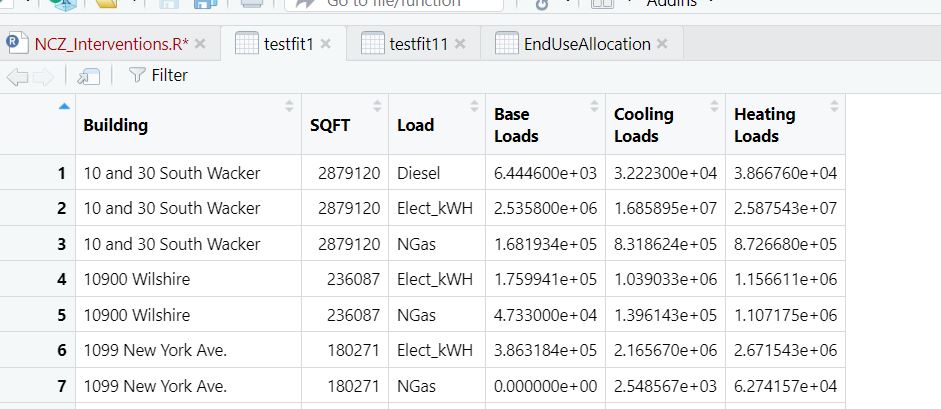 Go to file/function
Addins
NCZ_Interventions.R* testfit1 testfit11 EndUseAllocation
Filter
Building SQFT Load Base Loads Cooling Loads Heating Loads
1 10 and 30 South Wacker 2879120 Diesel 6.444600e+03 3.222300e+04 3.866760e+04
2 10 and 30 South Wacker 2879120 Elect_kWH 2.535800e+06 1.685895e+07 2.587543e+07
3 10 and 30 South Wacker 2879120 NGas 1.681934e+05 8.318624e+05 8.726680e+05
4 10900 Wilshire 236087 Elect_kWH 1.759941e+05 1.039033e+06 1.156611e+06
5 10900 Wilshire 236087 NGas 4.733000e+04 1.396143e+05 1.107175e+06
6 1099 New York Ave. 180271 Elect_kWH 3.863184e+05 2.165670e+06 2.671543e+06
7 1099 New York Ave. 180271 NGas 0.000000e+00 2.548567e+03 6.274157e+04